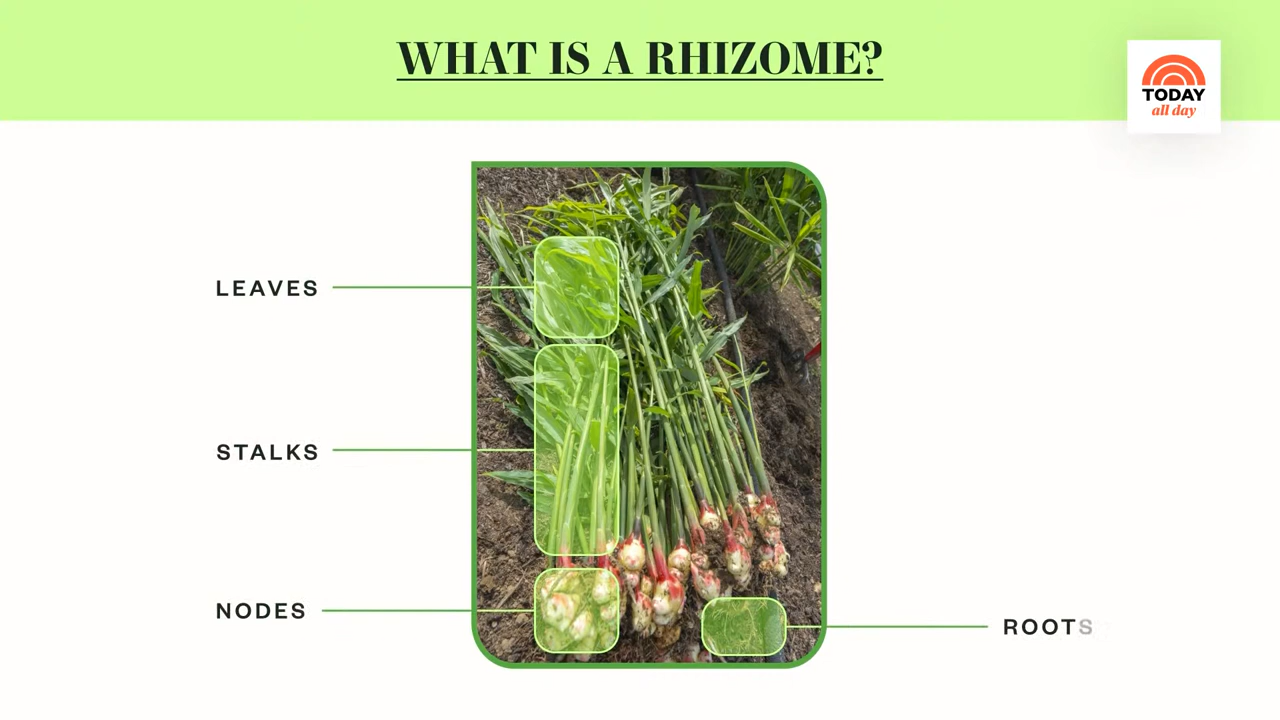 WHAT IS A RHIZOME?
TODAY
all day
LEAVES
STALKS
NODES
ROOTS